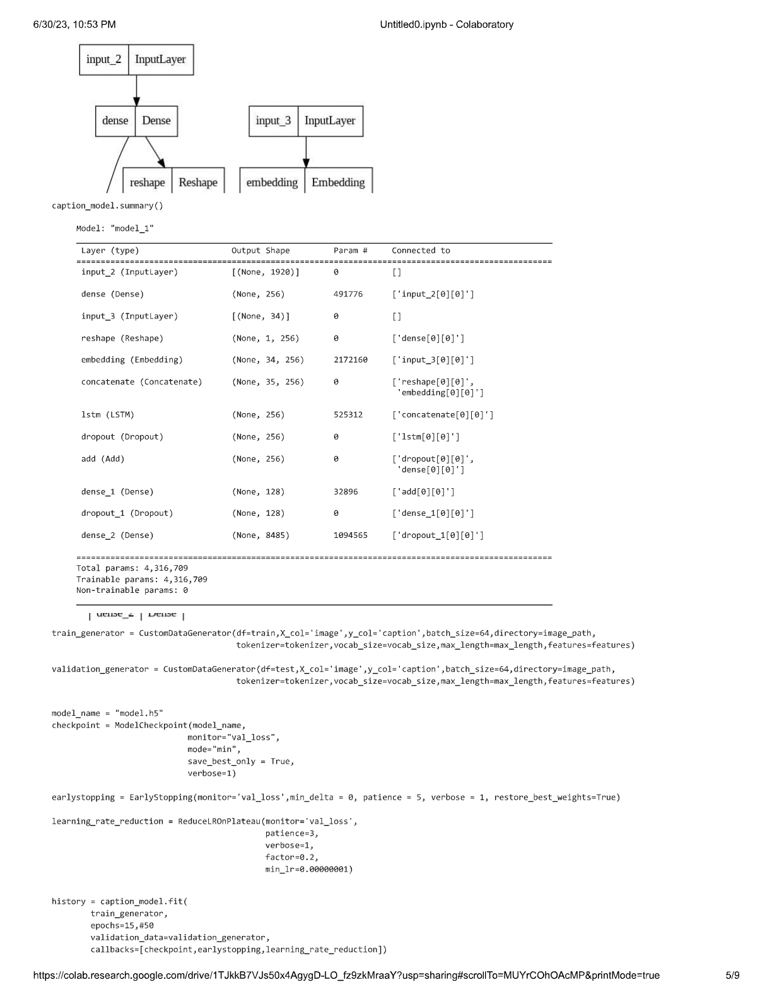 6/30/23, 10:53 PM Untitled0.ipynb - Colaboratory
input_2 InputLayer
dense Dense input_3 InputLayer
reshape Reshape embedding Embedding
caption_model.summary()
Model: "model_1"
Layer (type) Output Shape Param # Connected to
==================================================================================================
input_2 (InputLayer) [(None, 1920)] 0 []
dense (Dense) (None, 256) 491776 ['input_2[0][0]']
input_3 (InputLayer) [(None, 34)] 0 []
reshape (Reshape) (None, 1, 256) 0 ['dense[0][0]']
embedding (Embedding) (None, 34, 256) 2172160 ['input_3[0][0]']
concatenate (Concatenate) (None, 35, 256) 0 ['reshape[0][0]',
'embedding[0][0]']
lstm (LSTM) (None, 256) 525312 ['concatenate[0][0]']
dropout (Dropout) (None, 256) 0 ['lstm[0][0]']
add (Add) (None, 256) 0 ['dropout[0][0]',
'dense[0][0]']
dense_1 (Dense) (None, 128) 32896 ['add[0][0]']
dropout_1 (Dropout) (None, 128) 0 ['dense_1[0][0]']
dense_2 (Dense) (None, 8485) 1094565 ['dropout_1[0][0]']
==================================================================================================
Total params: 4,316,709
Trainable params: 4,316,709
Non-trainable params: 0
dense_2 Dense
train_generator = CustomDataGenerator(df=train,X_col='image',y_col='caption',batch_size=64,directory=image_path,
tokenizer=tokenizer,vocab_size=vocab_size,max_length=max_length,features=features)
validation_generator = CustomDataGenerator(df=test,X_col='image',y_col='caption',batch_size=64,directory=image_path,
tokenizer=tokenizer,vocab_size=vocab_size,max_length=max_length,features=features)
model_name = "model.h5"
checkpoint = ModelCheckpoint(model_name,
monitor="val_loss",
mode="min",
save_best_only = True,
verbose=1)
earlystopping = EarlyStopping(monitor='val_loss',min_delta = 0, patience = 5, verbose = 1, restore_best_weights=True)
learning_rate_reduction = ReduceLROnPlateau(monitor='val_loss',
patience=3,
verbose=1,
factor=0.2,
min_lr=0.00000001)
history = caption_model.fit(
train_generator,
epochs=15,#50
validation_data=validation_generator,
callbacks=[checkpoint,earlystopping,learning_rate_reduction])
https://colab.research.google.com/drive/1TJkkB7VJs50x4AgygD-LO_fz9zkMraaY?usp=sharing#scrollTo=MUYrCOhOAcMP&printMode=true 5/9